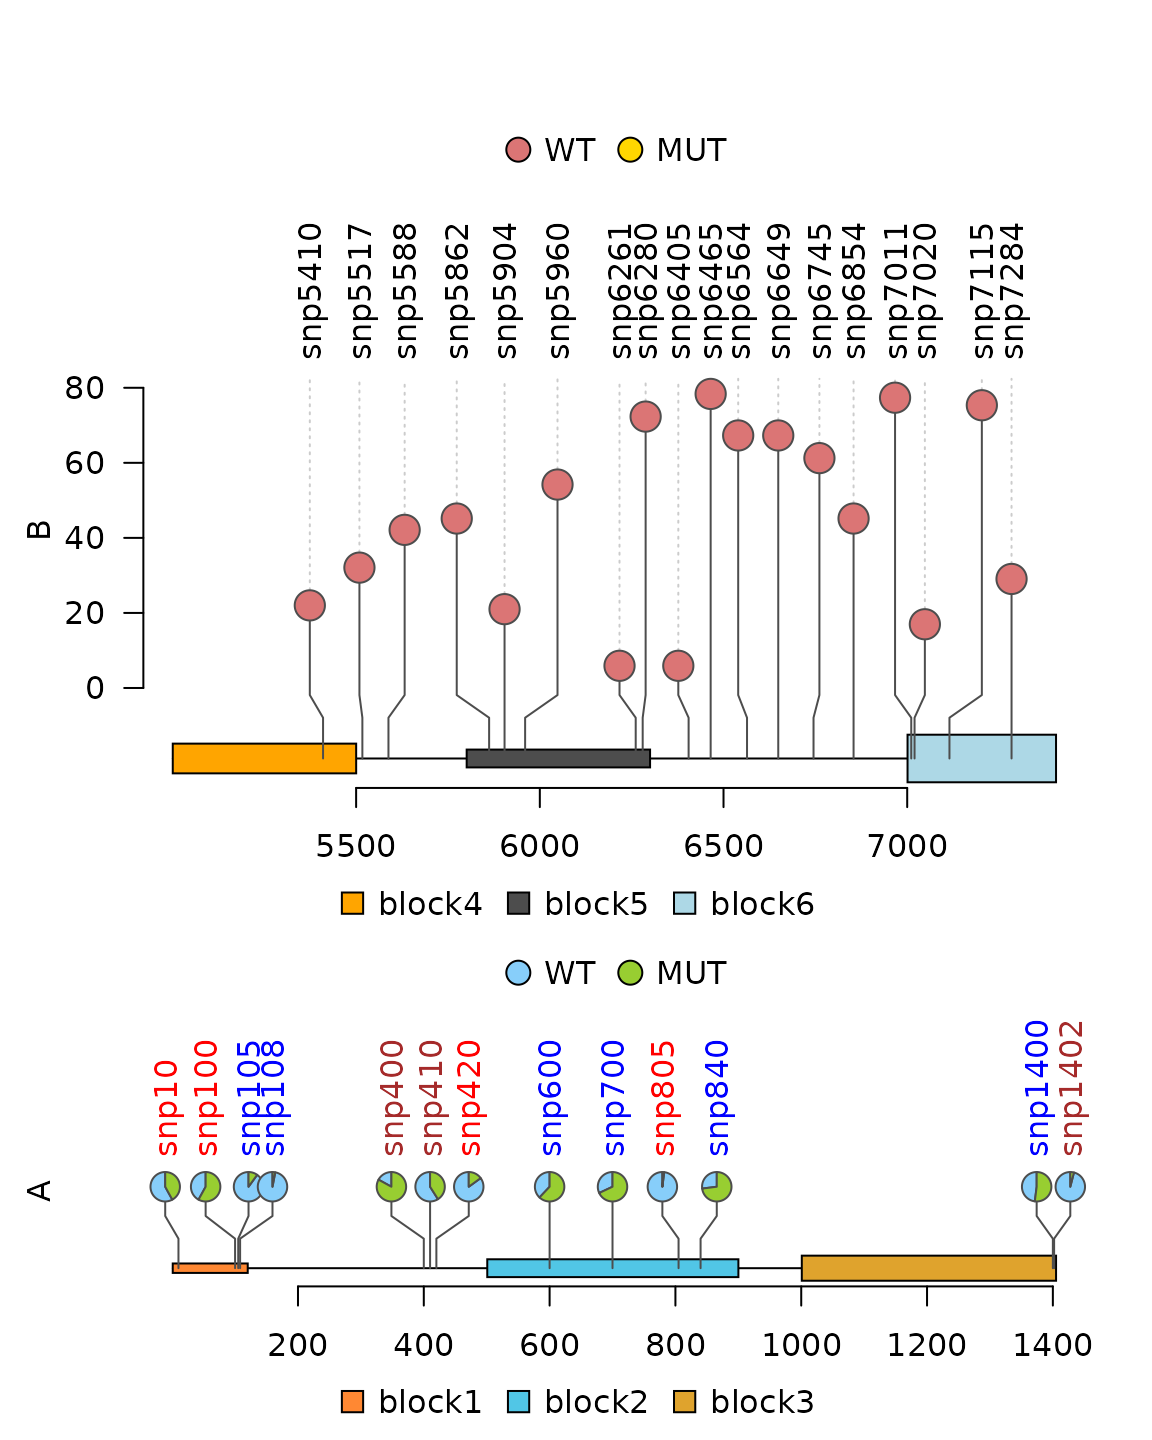 WT MUT
snp5410 snp5517 snp5588 snp5862 snp5904 snp5960 snp6261 snp6280 snp6405 snp6465 snp6564 snp6649 snp6745 snp6854 snp7011 snp7020 snp7115 snp7284
B
80
60
40
20
0
5500 6000 6500 7000
block4 block5 block6
WT MUT
snp10 snp100 snp105 snp108 snp400 snp410 snp420 snp600 snp700 snp805 snp840 snp1400 snp1402
A
200 400 600 800 1000 1200 1400
block1 block2 block3